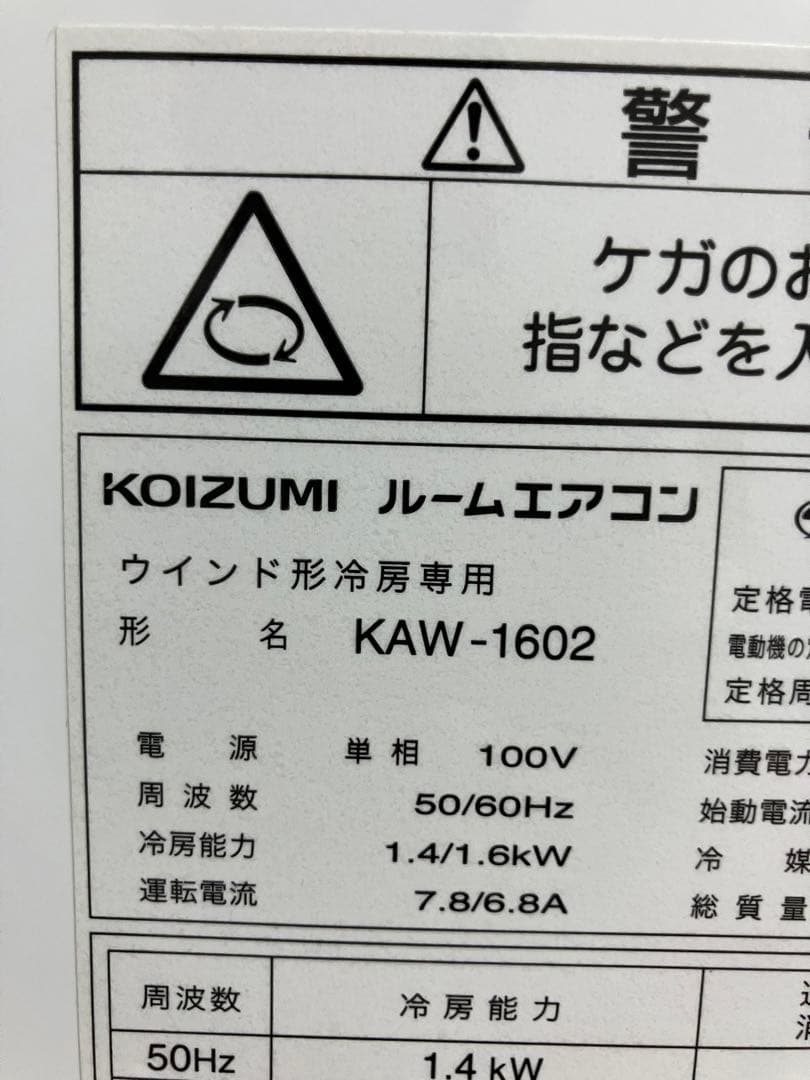 警
ケガのお
指などを入
KOIZUMI ルームエアコン
ウインド形冷房専用
形 名 KAW-1602
定格電
電動機の定
定格周
電 源 単 相 100V
周 波 数 50/60Hz
冷房能力 1.4/1.6kW
運転電流 7.8/6.8A
消費電力
始動電流
冷 媒
総 質 量
周波数 冷 房 能 力
50Hz 1.4 kW